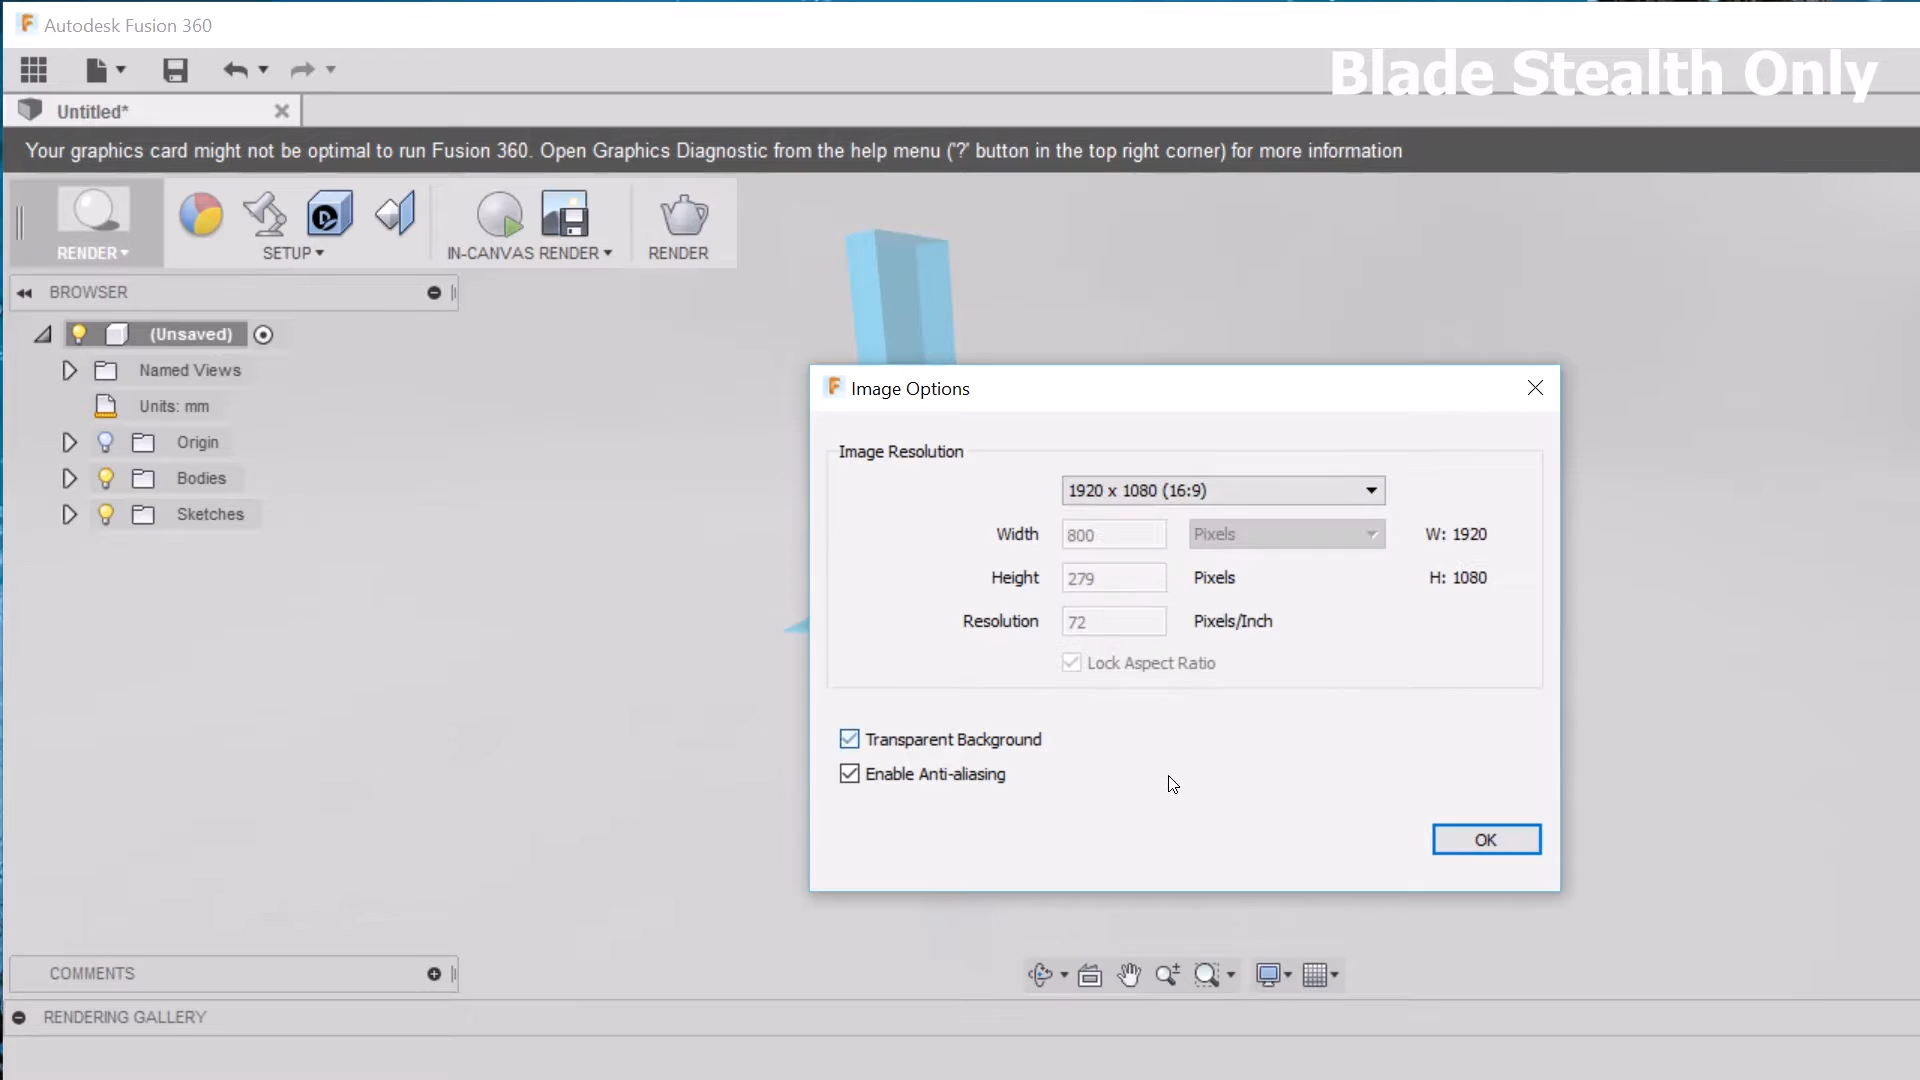 Autodesk Fusion 360
Blade Stealth Only
Untitled*
Your graphics card might not be optimal to run Fusion 360. Open Graphics Diagnostic from the help menu ('?' button in the top right corner) for more information
RENDER
SETUP
IN-CANVAS RENDER
RENDER
BROWSER
(Unsaved)
Named Views
Units: mm
Origin
Bodies
Sketches
Image Options
Image Resolution
1920 x 1080 (16:9)
Width 800 Pixels W: 1920
Height 279 Pixels H: 1080
Resolution 72 Pixels/Inch
Lock Aspect Ratio
Transparent Background
Enable Anti-aliasing
OK
COMMENTS
RENDERING GALLERY